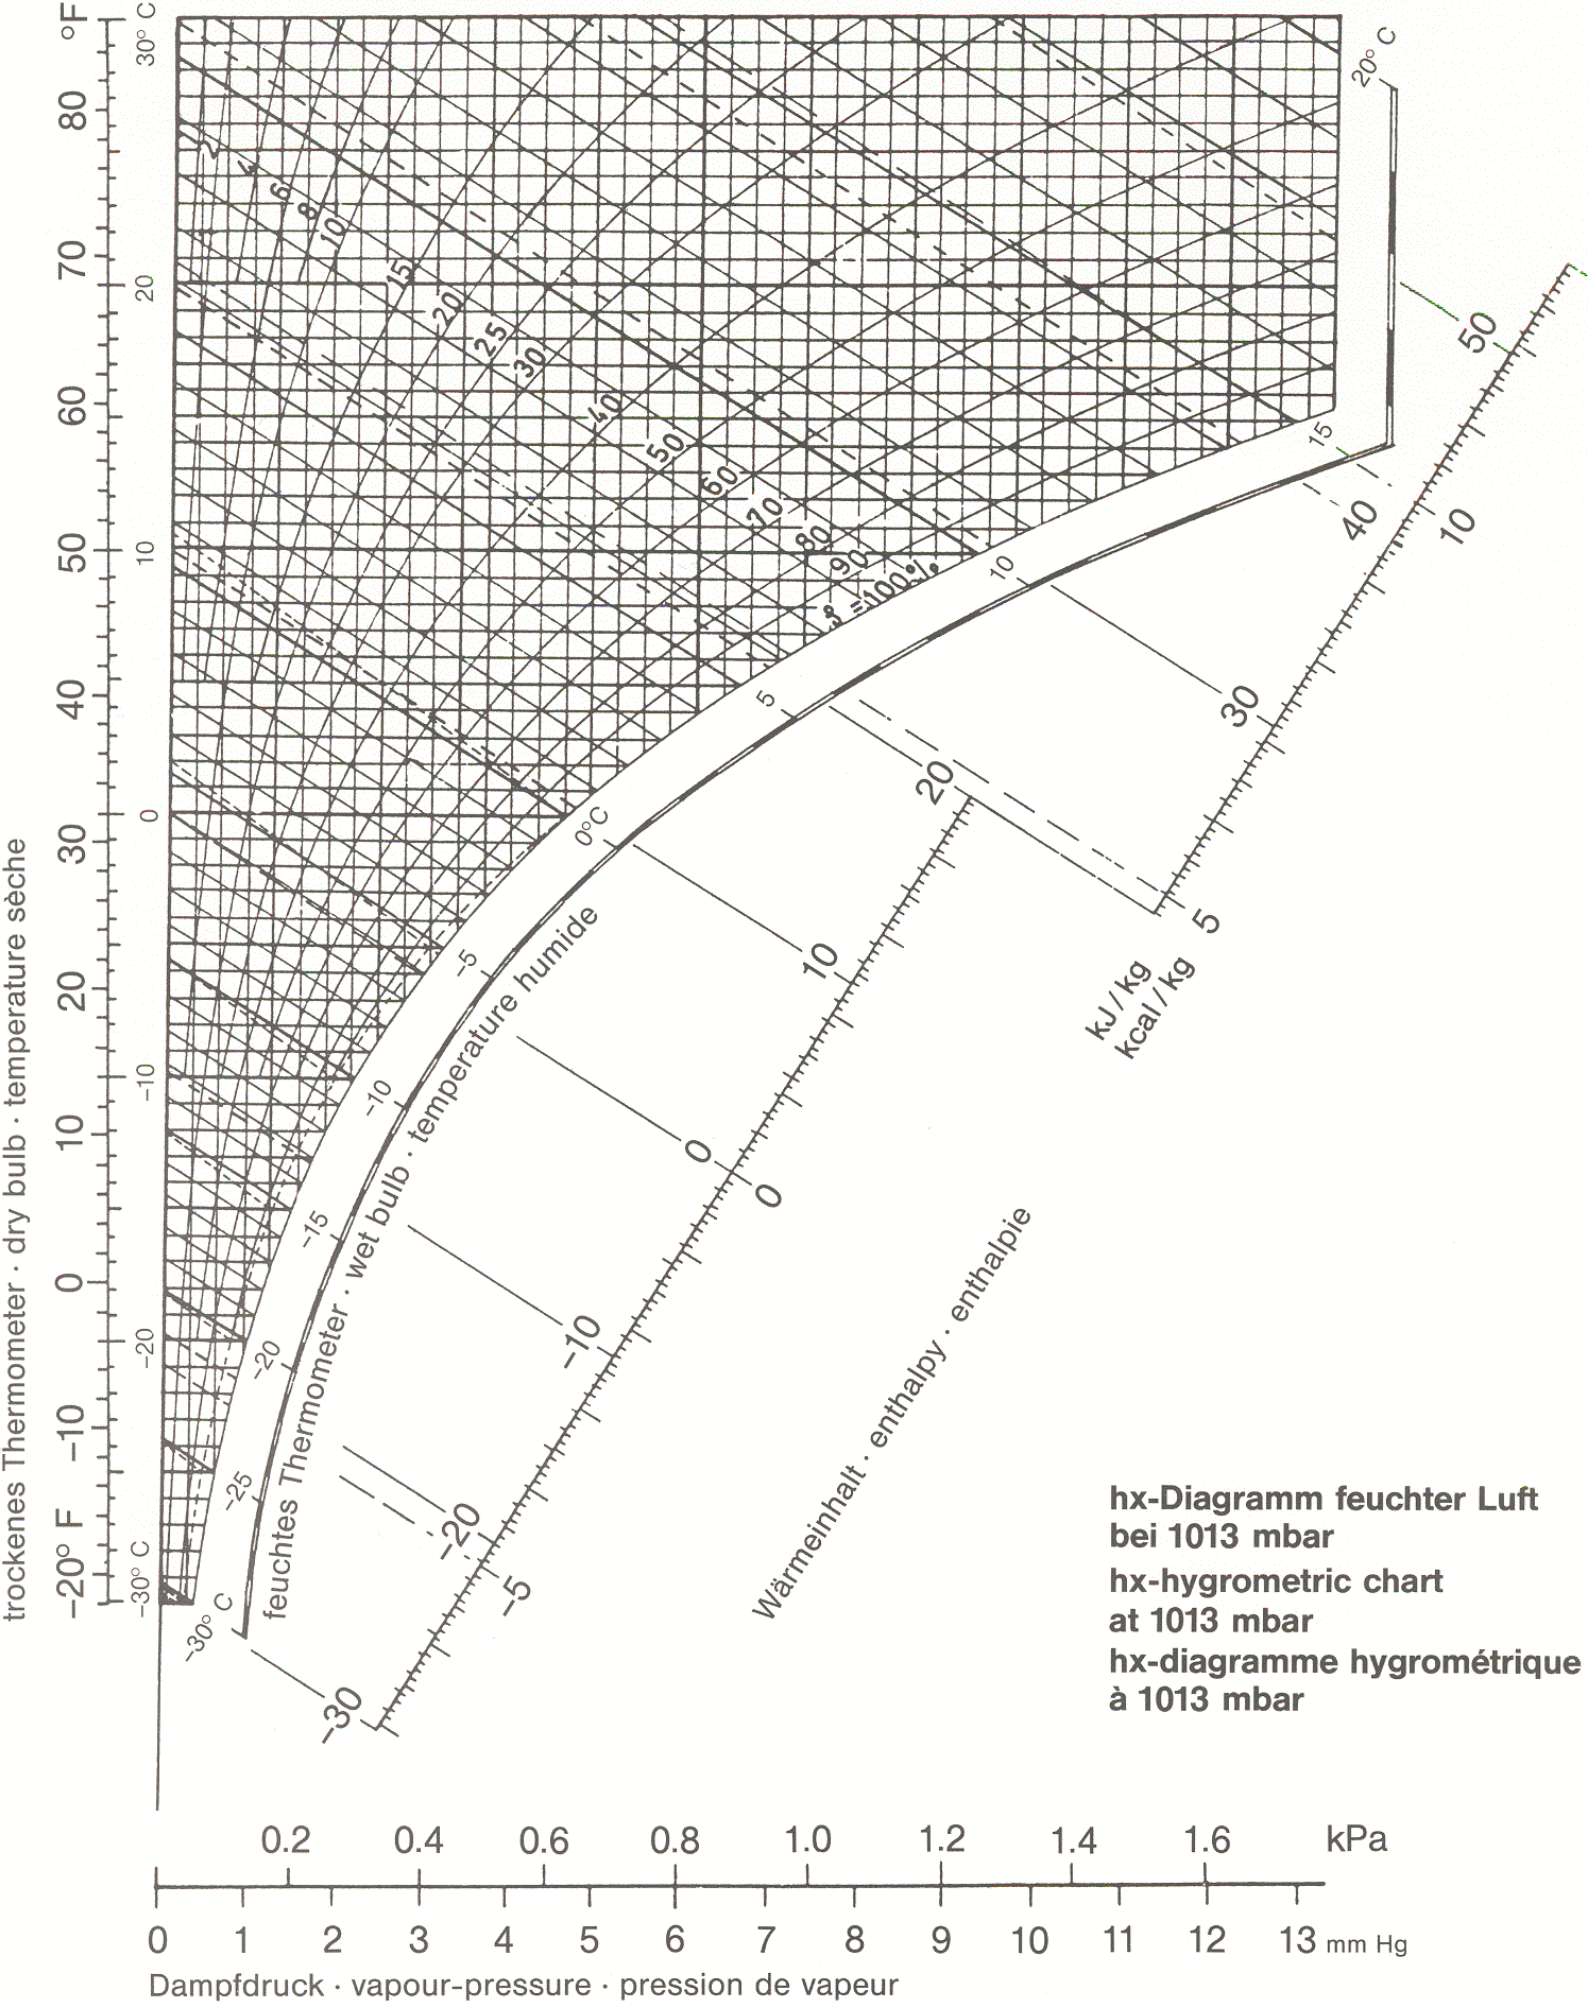 °F
80
70
60
50
40
30
20
10
0
−10
−20° F
trockenes Thermometer · dry bulb · temperature sèche
30° C
20
10
0
−10
−20
−30° C
2
4
6
8
10
15
20
25
30
40
50
60
70
80
90
=100%
20° C
15
10
5
0°C
−5
−10
−15
−20
−25
−30° C
feuchtes Thermometer · wet bulb · temperature humide
50
40
30
20
10
0
−10
−20
−30
10
5
0
−5
kJ/kg
kcal/kg
Wärmeinhalt · enthalpy · enthalpie
hx-Diagramm feuchter Luft
bei 1013 mbar
hx-hygrometric chart
at 1013 mbar
hx-diagramme hygrométrique
à 1013 mbar
0.2 0.4 0.6 0.8 1.0 1.2 1.4 1.6 kPa
0 1 2 3 4 5 6 7 8 9 10 11 12 13 mm Hg
Dampfdruck · vapour-pressure · pression de vapeur